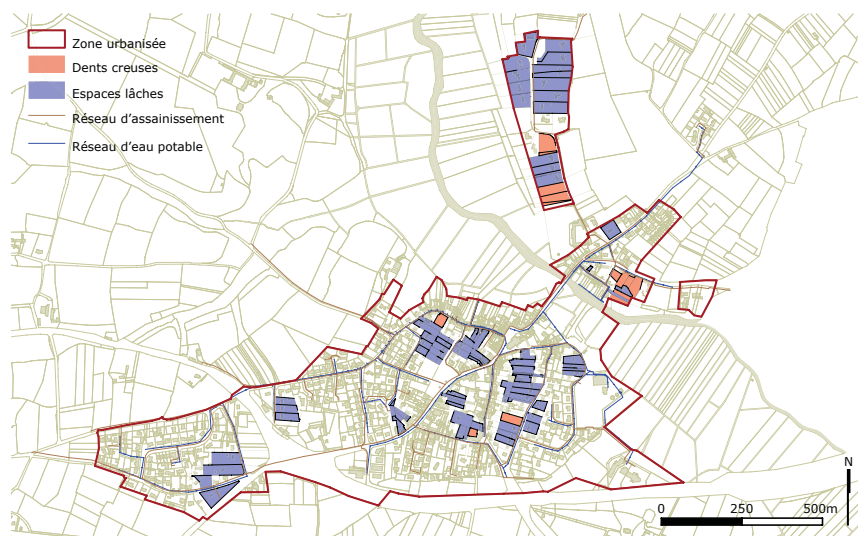 Zone urbanisée
Dents creuses
Espaces lâches
Réseau d'assainissement
Réseau d'eau potable
N
0 250 500m